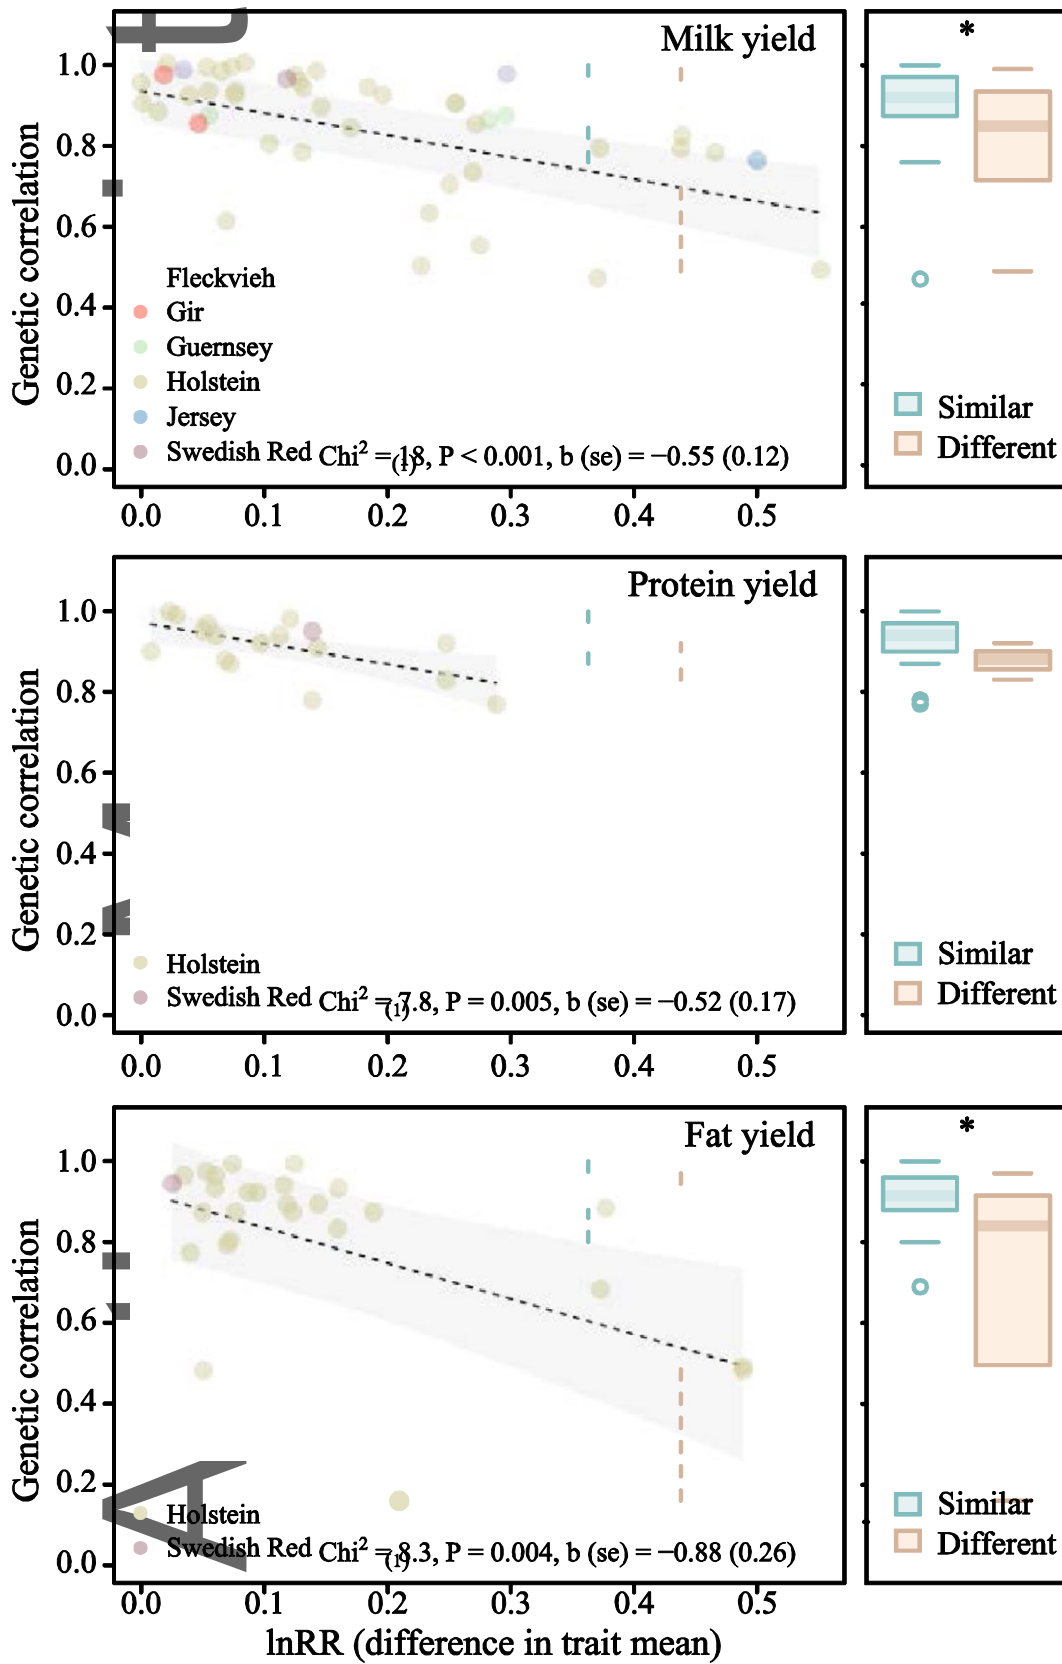 Milk yield
*
Genetic correlation
1.0
0.8
0.6
0.4
0.2
0.0
Fleckvieh
Gir
Guernsey
Holstein
Jersey
Swedish Red
Chi²(1) = 18, P < 0.001, b (se) = −0.55 (0.12)
0.0 0.1 0.2 0.3 0.4 0.5
Similar
Different
Protein yield
Genetic correlation
1.0
0.8
0.6
0.4
0.2
0.0
Holstein
Swedish Red
Chi²(1) = 7.8, P = 0.005, b (se) = −0.52 (0.17)
0.0 0.1 0.2 0.3 0.4 0.5
Similar
Different
Fat yield
*
Genetic correlation
1.0
0.8
0.6
0.4
0.2
0.0
Holstein
Swedish Red
Chi²(1) = 8.3, P = 0.004, b (se) = −0.88 (0.26)
0.0 0.1 0.2 0.3 0.4 0.5
lnRR (difference in trait mean)
Similar
Different